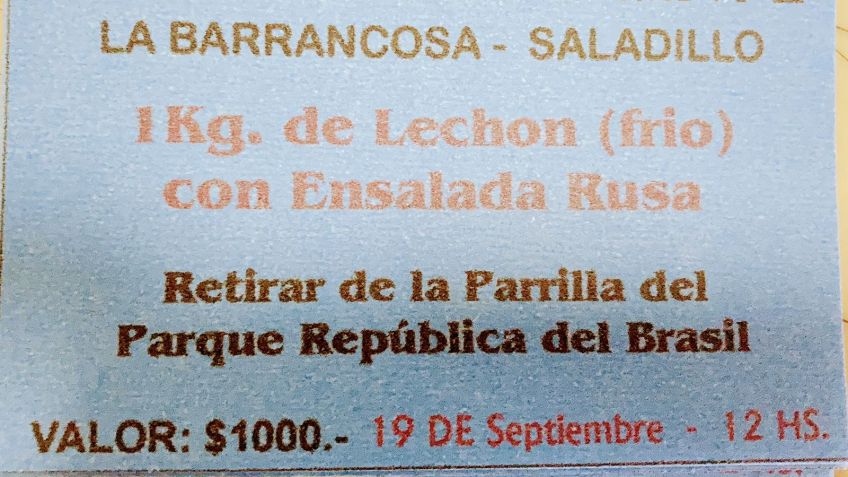 LA BARRANCOSA - SALADILLO
1Kg. de Lechon (frio)
con Ensalada Rusa
Retirar de la Parrilla del
Parque República del Brasil
VALOR: $1000.- 19 DE Septiembre - 12 HS.